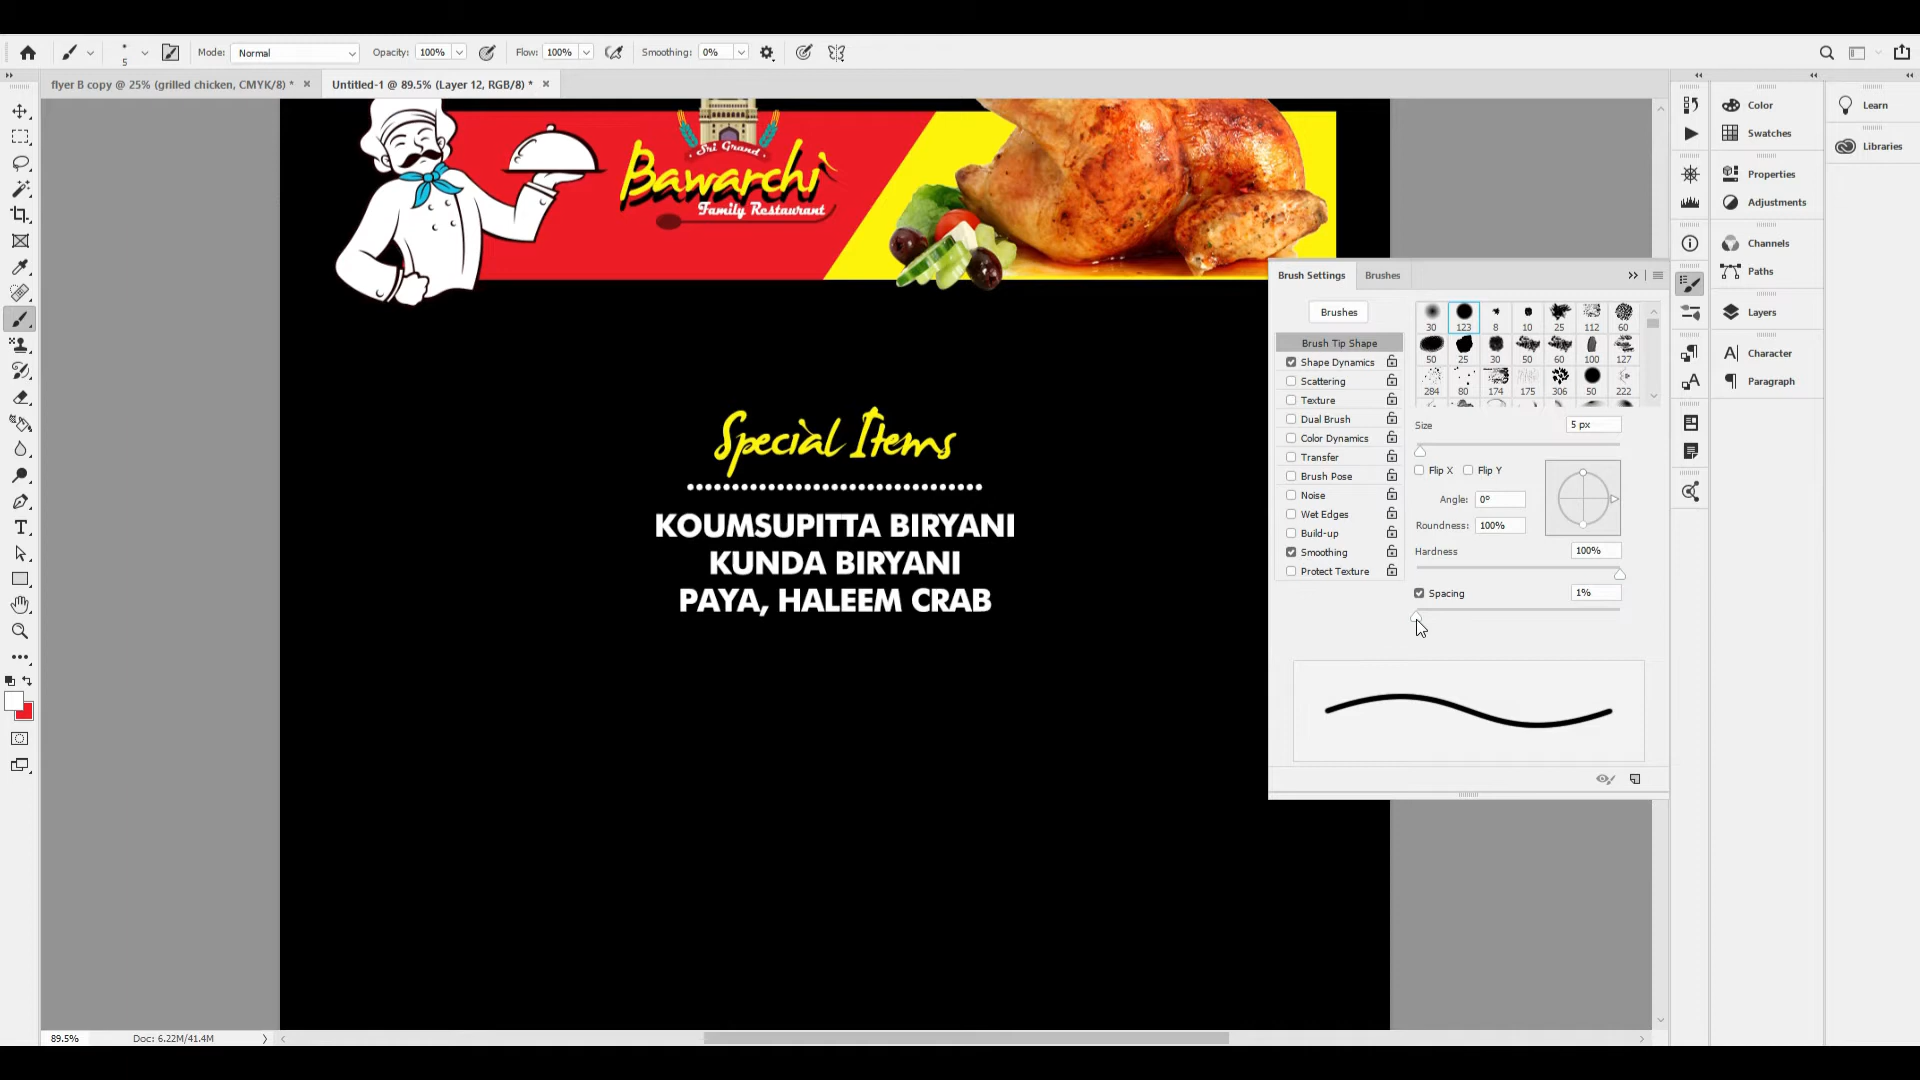 Mode: Normal Opacity: 100% Flow: 100% Smoothing: 0%
5
flyer B copy @ 25% (grilled chicken, CMYK/8) * × Untitled-1 @ 89.5% (Layer 12, RGB/8) * ×
Sri Grand
Bawarchi
Family Restaurant
Special Items
KOUMSUPITTA BIRYANI
KUNDA BIRYANI
PAYA, HALEEM CRAB
Brush Settings Brushes
Brushes
Brush Tip Shape
Shape Dynamics
Scattering
Texture
Dual Brush
Color Dynamics
Transfer
Brush Pose
Noise
Wet Edges
Build-up
Smoothing
Protect Texture
30 123 8 10 25 112 60
50 25 30 50 60 100 127
284 80 174 175 306 50 222
Size 5 px
Flip X Flip Y
Angle: 0°
Roundness: 100%
Hardness 100%
Spacing 1%
Color
Swatches
Properties
Adjustments
Channels
Paths
Layers
Character
Paragraph
Learn
Libraries
89.5% Doc: 6.22M/41.4M